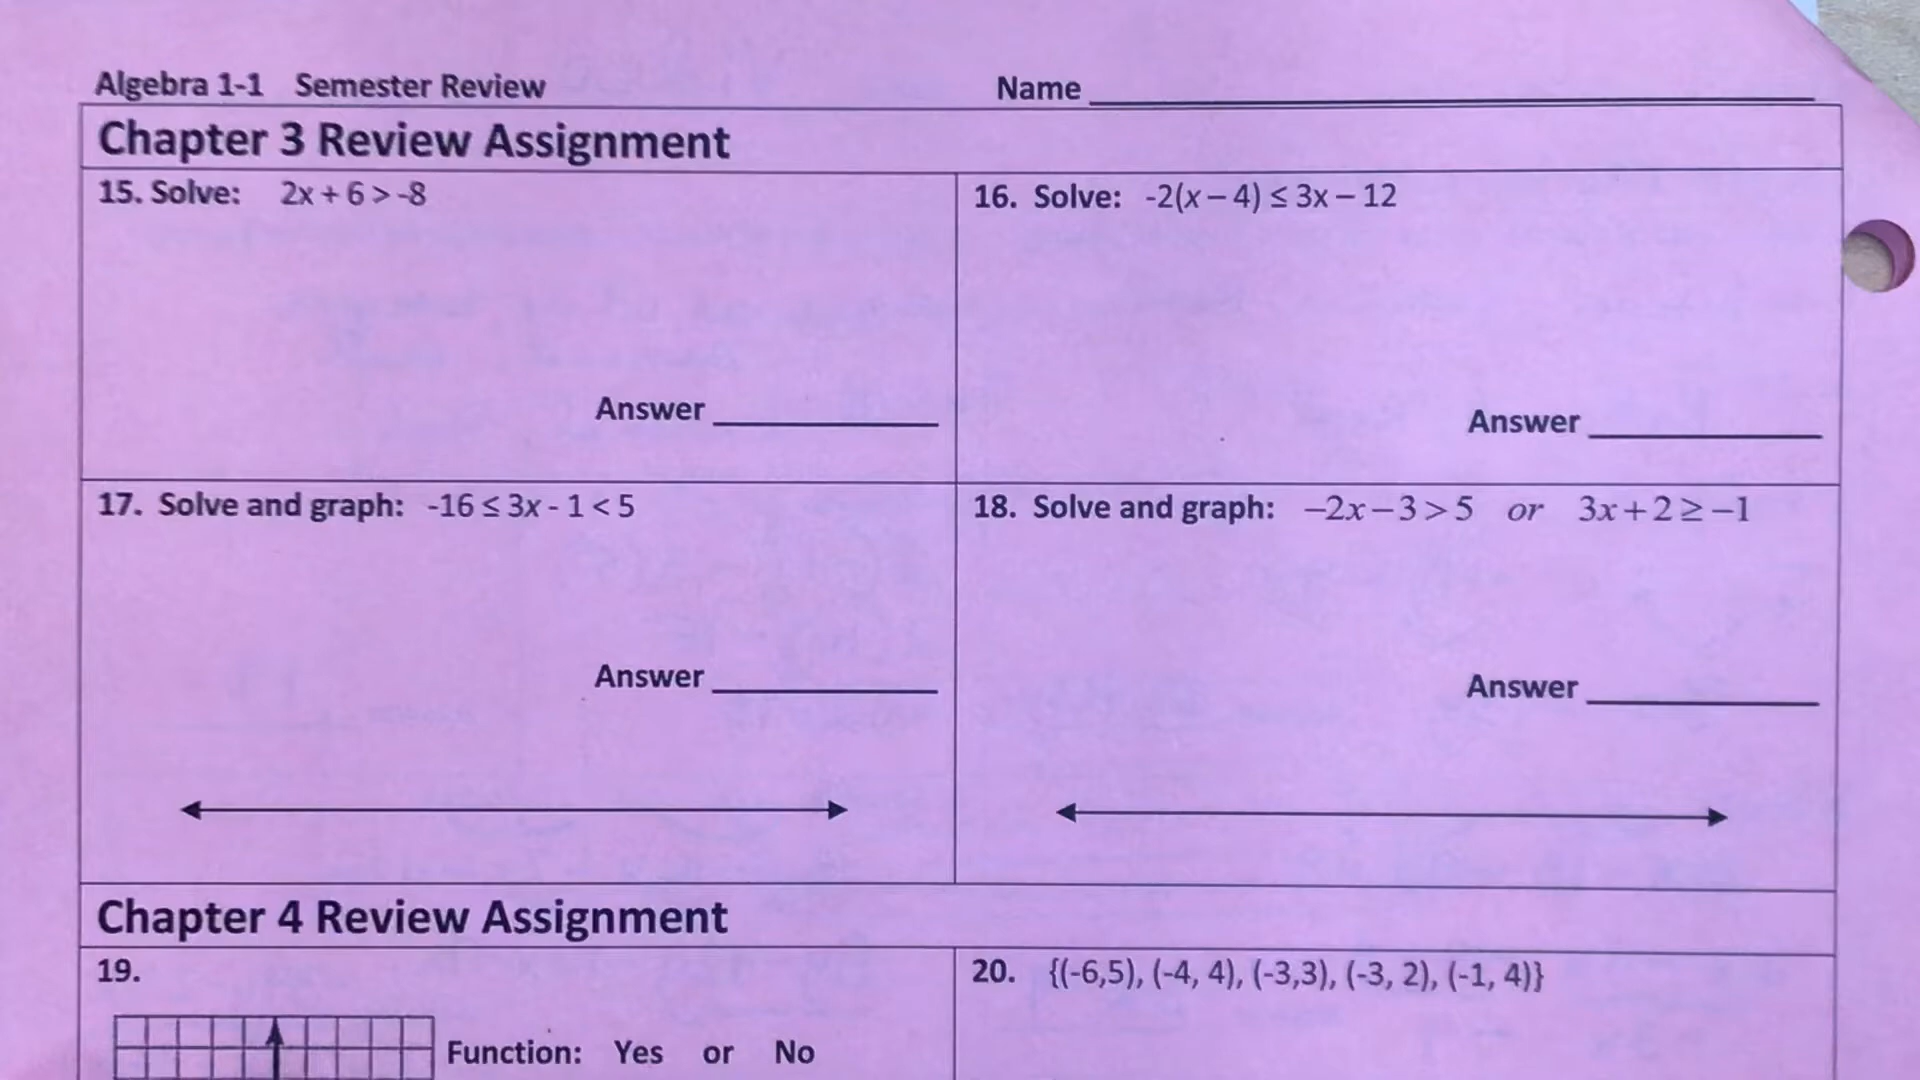 Algebra 1-1 Semester Review Name
Chapter 3 Review Assignment
15. Solve: 2x + 6 > -8
16. Solve: -2(x – 4) ≤ 3x – 12
Answer
Answer
17. Solve and graph: -16 ≤ 3x - 1 < 5
18. Solve and graph: −2x−3>5 or 3x+2≥−1
Answer
Answer
Chapter 4 Review Assignment
19.
20. {(-6,5), (-4, 4), (-3,3), (-3, 2), (-1, 4)}
Function: Yes or No